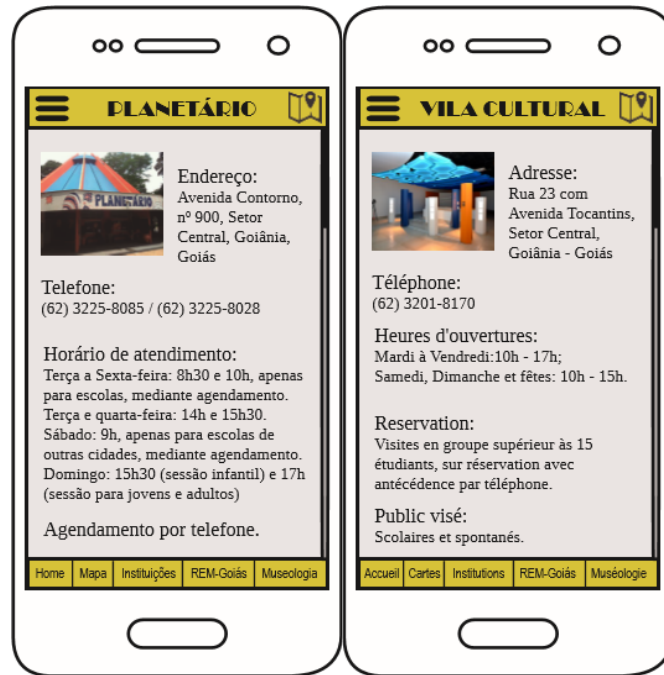 PLANETÁRIO
PLANETÁRIO
Endereço:
Avenida Contorno,
nº 900, Setor
Central, Goiânia,
Goiás
Telefone:
(62) 3225-8085 / (62) 3225-8028
Horário de atendimento:
Terça a Sexta-feira: 8h30 e 10h, apenas
para escolas, mediante agendamento.
Terça e quarta-feira: 14h e 15h30.
Sábado: 9h, apenas para escolas de
outras cidades, mediante agendamento.
Domingo: 15h30 (sessão infantil) e 17h
(sessão para jovens e adultos)
Agendamento por telefone.
Home Mapa Instituições REM-Goiás Museologia
VILA CULTURAL
Adresse:
Rua 23 com
Avenida Tocantins,
Setor Central,
Goiânia - Goiás
Téléphone:
(62) 3201-8170
Heures d'ouvertures:
Mardi à Vendredi:10h - 17h;
Samedi, Dimanche et fêtes: 10h - 15h.
Reservation:
Visites en groupe supérieur às 15
étudiants, sur réservation avec
antécédence par téléphone.
Public visé:
Scolaires et spontanés.
Accueil Cartes Institutions REM-Goiás Muséologie